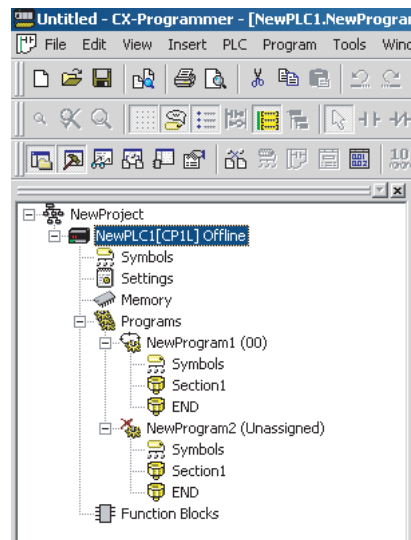 Untitled - CX-Programmer - [NewPLC1.NewProgra
File Edit View Insert PLC Program Tools Wind
10
NewProject
NewPLC1[CP1L] Offline
Symbols
Settings
Memory
Programs
NewProgram1 (00)
Symbols
Section1
END
NewProgram2 (Unassigned)
Symbols
Section1
END
Function Blocks